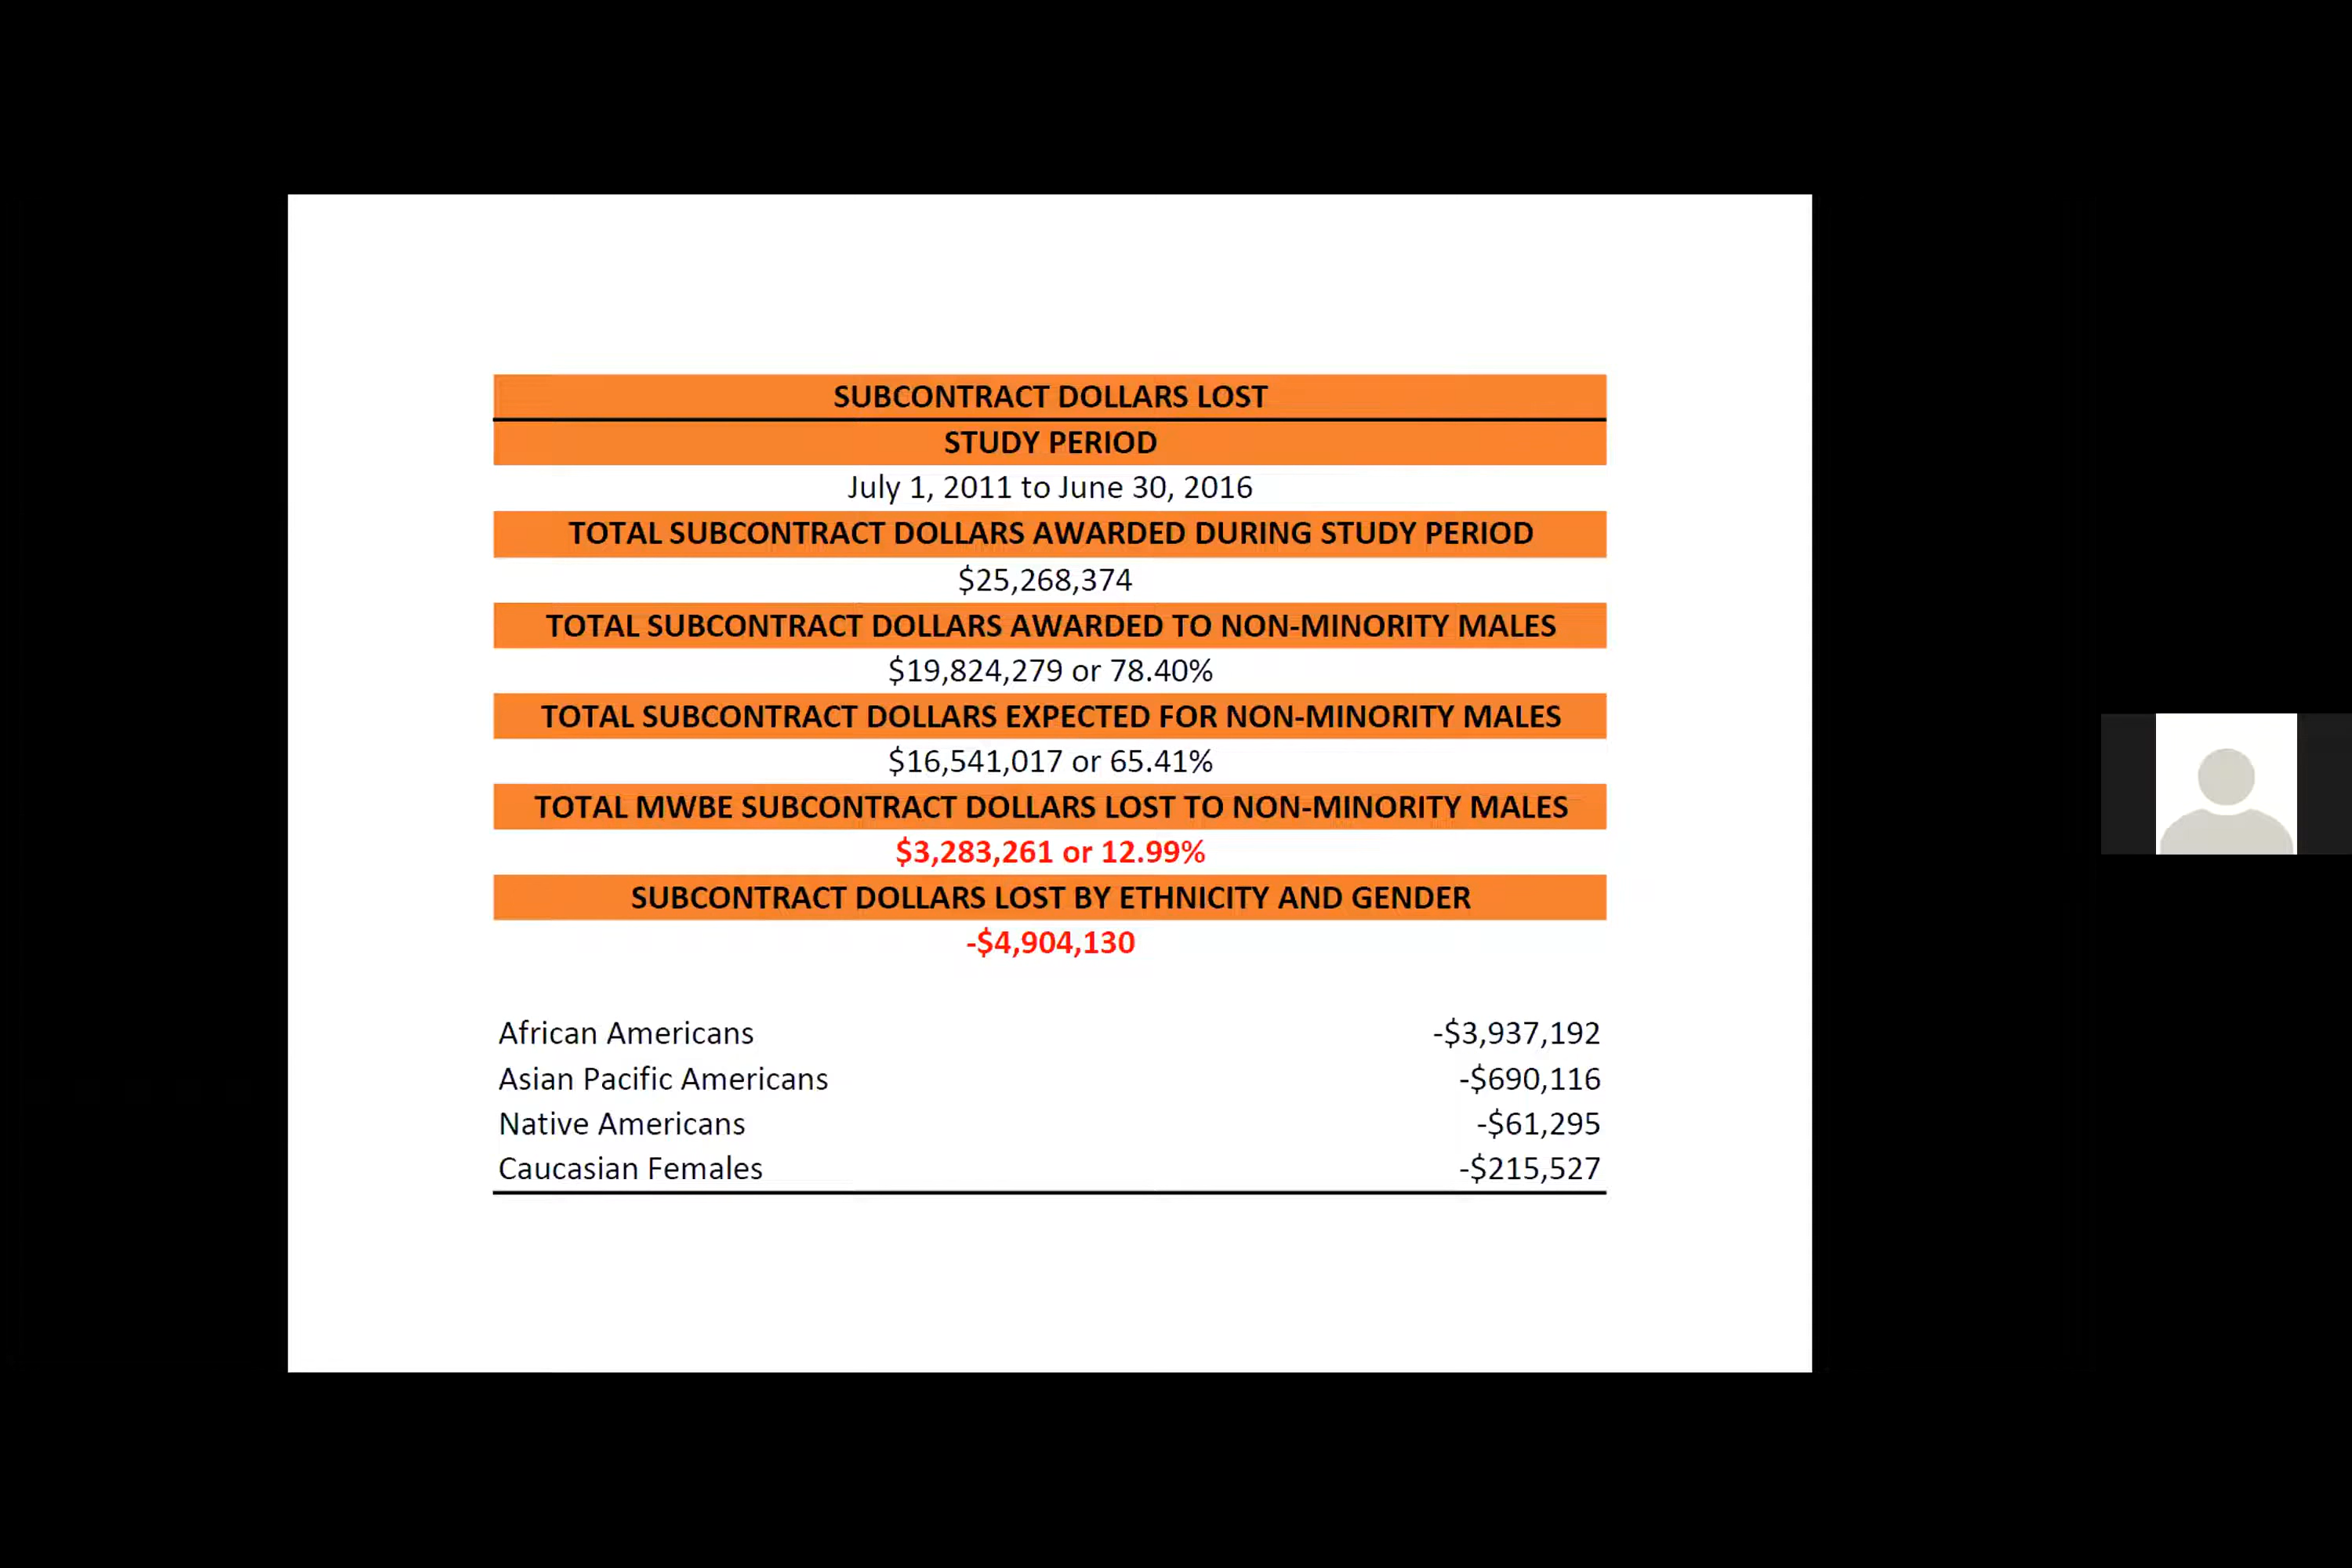 SUBCONTRACT DOLLARS LOST
STUDY PERIOD
July 1, 2011 to June 30, 2016
TOTAL SUBCONTRACT DOLLARS AWARDED DURING STUDY PERIOD
$25,268,374
TOTAL SUBCONTRACT DOLLARS AWARDED TO NON-MINORITY MALES
$19,824,279 or 78.40%
TOTAL SUBCONTRACT DOLLARS EXPECTED FOR NON-MINORITY MALES
$16,541,017 or 65.41%
TOTAL MWBE SUBCONTRACT DOLLARS LOST TO NON-MINORITY MALES
$3,283,261 or 12.99%
SUBCONTRACT DOLLARS LOST BY ETHNICITY AND GENDER
-$4,904,130
African Americans -$3,937,192
Asian Pacific Americans -$690,116
Native Americans -$61,295
Caucasian Females -$215,527